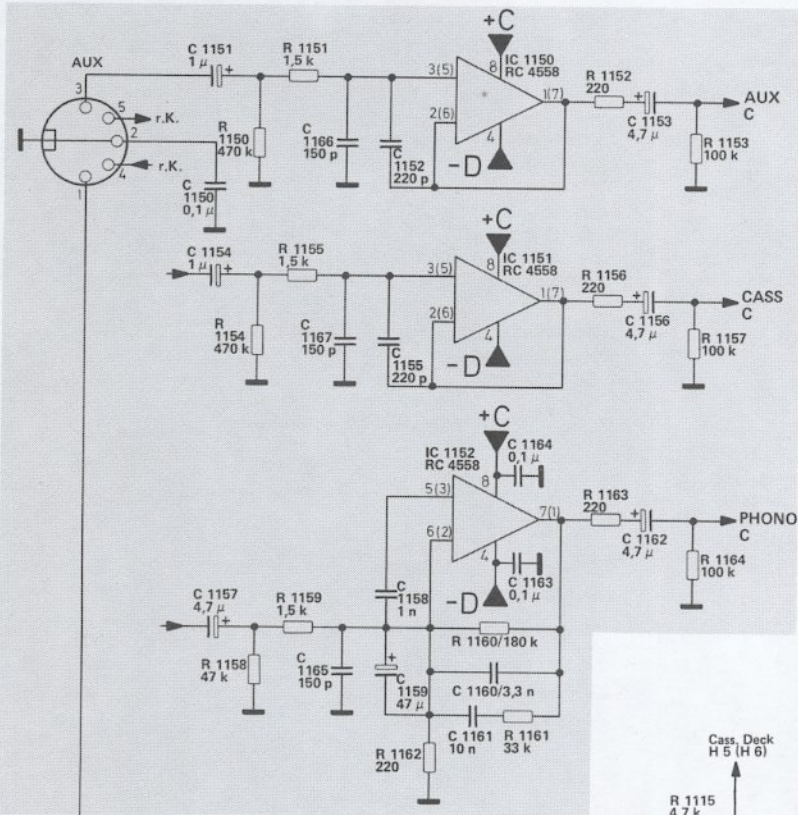 AUX
3
5
r.K.
2
r.K.
4
1
C 1151
1 μ
+
R 1151
1,5 k
R
1150
470 k
C
1150
0,1 μ
C
1166
150 p
C
1152
220 p
+C
IC 1150
RC 4558
8
3(5)
2(6)
1(7)
4
-D
R 1152
220
+
C 1153
4,7 μ
R 1153
100 k
AUX
C
C 1154
1 μ
+
R 1155
1,5 k
R
1154
470 k
C
1167
150 p
C
1155
220 p
+C
IC 1151
RC 4558
8
3(5)
2(6)
1(7)
4
-D
R 1156
220
+
C 1156
4,7 μ
R 1157
100 k
CASS
C
+C
C 1164
0,1 μ
IC 1152
RC 4558
8
5(3)
6(2)
7(1)
4
C 1163
0,1 μ
-D
R 1163
220
+
C 1162
4,7 μ
R 1164
100 k
PHONO
C
C 1157
4,7 μ
+
R 1159
1,5 k
R 1158
47 k
C
1165
150 p
C
1158
1 n
+
C
1159
47 μ
R 1160/180 k
C 1160/3,3 n
C
1161
10 n
R 1161
33 k
R 1162
220
Cass. Deck
H 5 (H 6)
R 1115
4,7 k